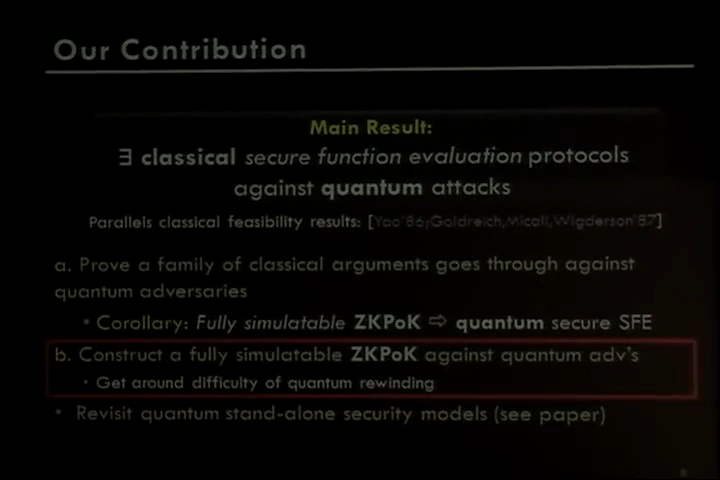 Our Contribution
Main Result:
∃ classical secure function evaluation protocols
against quantum attacks
Parallels classical feasibility results: [Yao'86;Goldreich,Micali,Wigderson'87]
a. Prove a family of classical arguments goes through against
quantum adversaries
• Corollary: Fully simulatable ZKPoK ⇨ quantum secure SFE
b. Construct a fully simulatable ZKPoK against quantum adv's
• Get around difficulty of quantum rewinding
• Revisit quantum stand-alone security models (see paper)